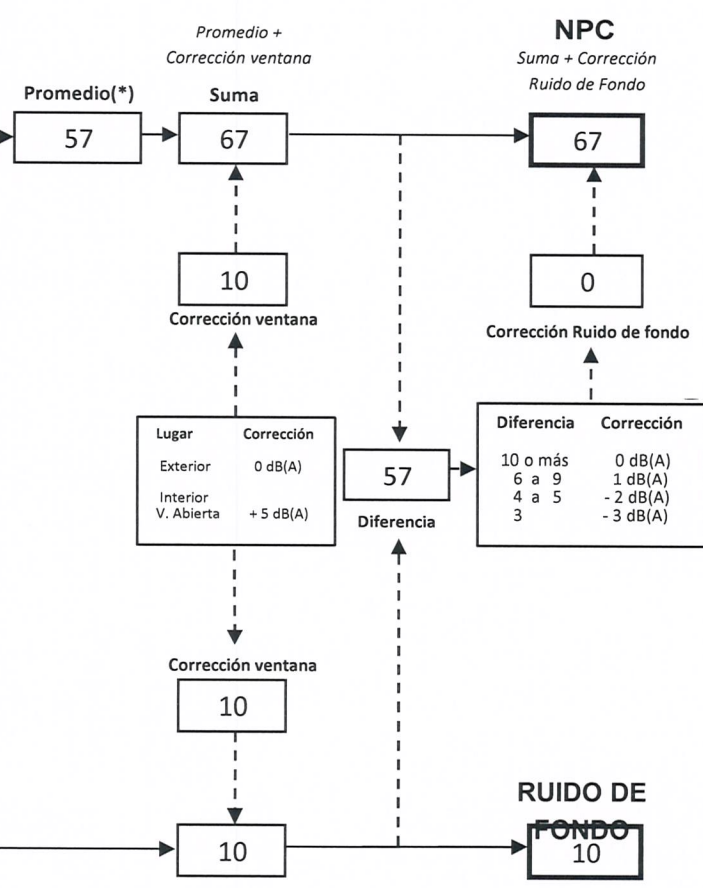 Promedio +
Corrección ventana
NPC
Suma + Corrección
Ruido de Fondo
Promedio(*)
Suma
57
67
67
10
0
Corrección ventana
Corrección Ruido de fondo
Lugar Corrección
Exterior 0 dB(A)
Interior
V. Abierta + 5 dB(A)
57
Diferencia
Diferencia Corrección
10 o más 0 dB(A)
6 a 9 1 dB(A)
4 a 5 - 2 dB(A)
3 - 3 dB(A)
Corrección ventana
10
10
RUIDO DE
FONDO
10